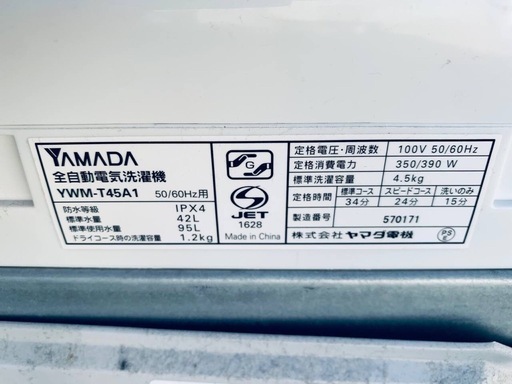 YAMADA
全自動電気洗濯機
YWM-T45A1 50/60Hz用
防水等級 IPX4
標準水量 42L
標準使用水量 95L
ドライコース時の洗濯容量 1.2kg
G
S
JET
1628
Made in China
定格電圧・周波数 100V 50/60Hz
定格消費電力 350/390 W
標準洗濯容量 4.5kg
定格時間 標準コース スピードコース 洗いのみ
34分 24分 15分
製造番号 570171
株式会社 ヤマダ電機
PS
E